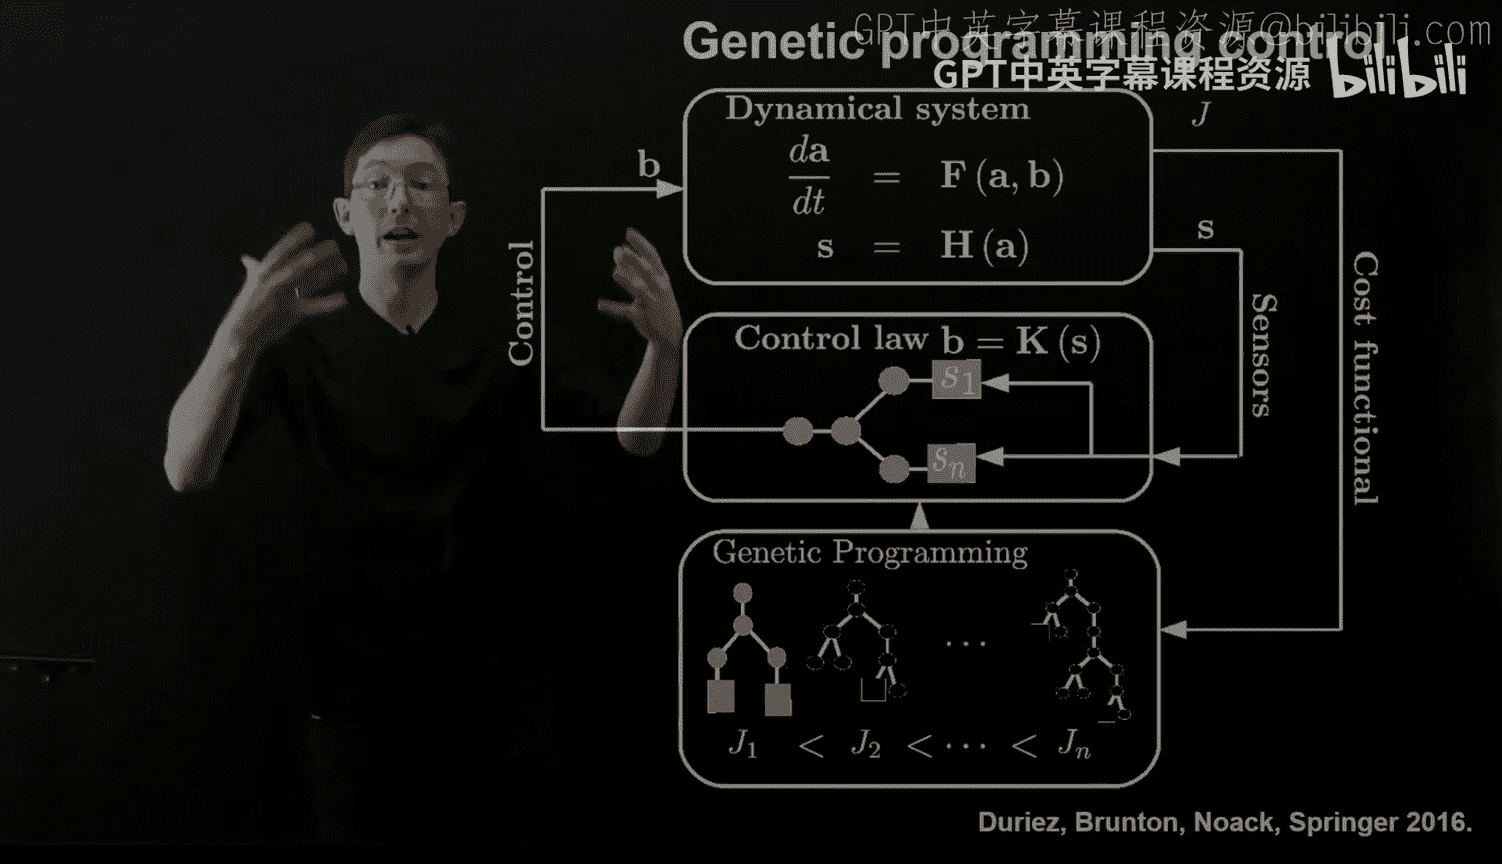 Genetic programming control
GPT中英字幕课程资源@bilibili.com
GPT中英字幕课程资源 bilibili
Dynamical system
da
dt
= F (a, b)
s = H (a)
J
b
s
Control
Sensors
Cost functional
Control law b = K (s)
s1
sn
Genetic Programming
...
J1 < J2 < ··· < Jn
Duriez, Brunton, Noack, Springer 2016.